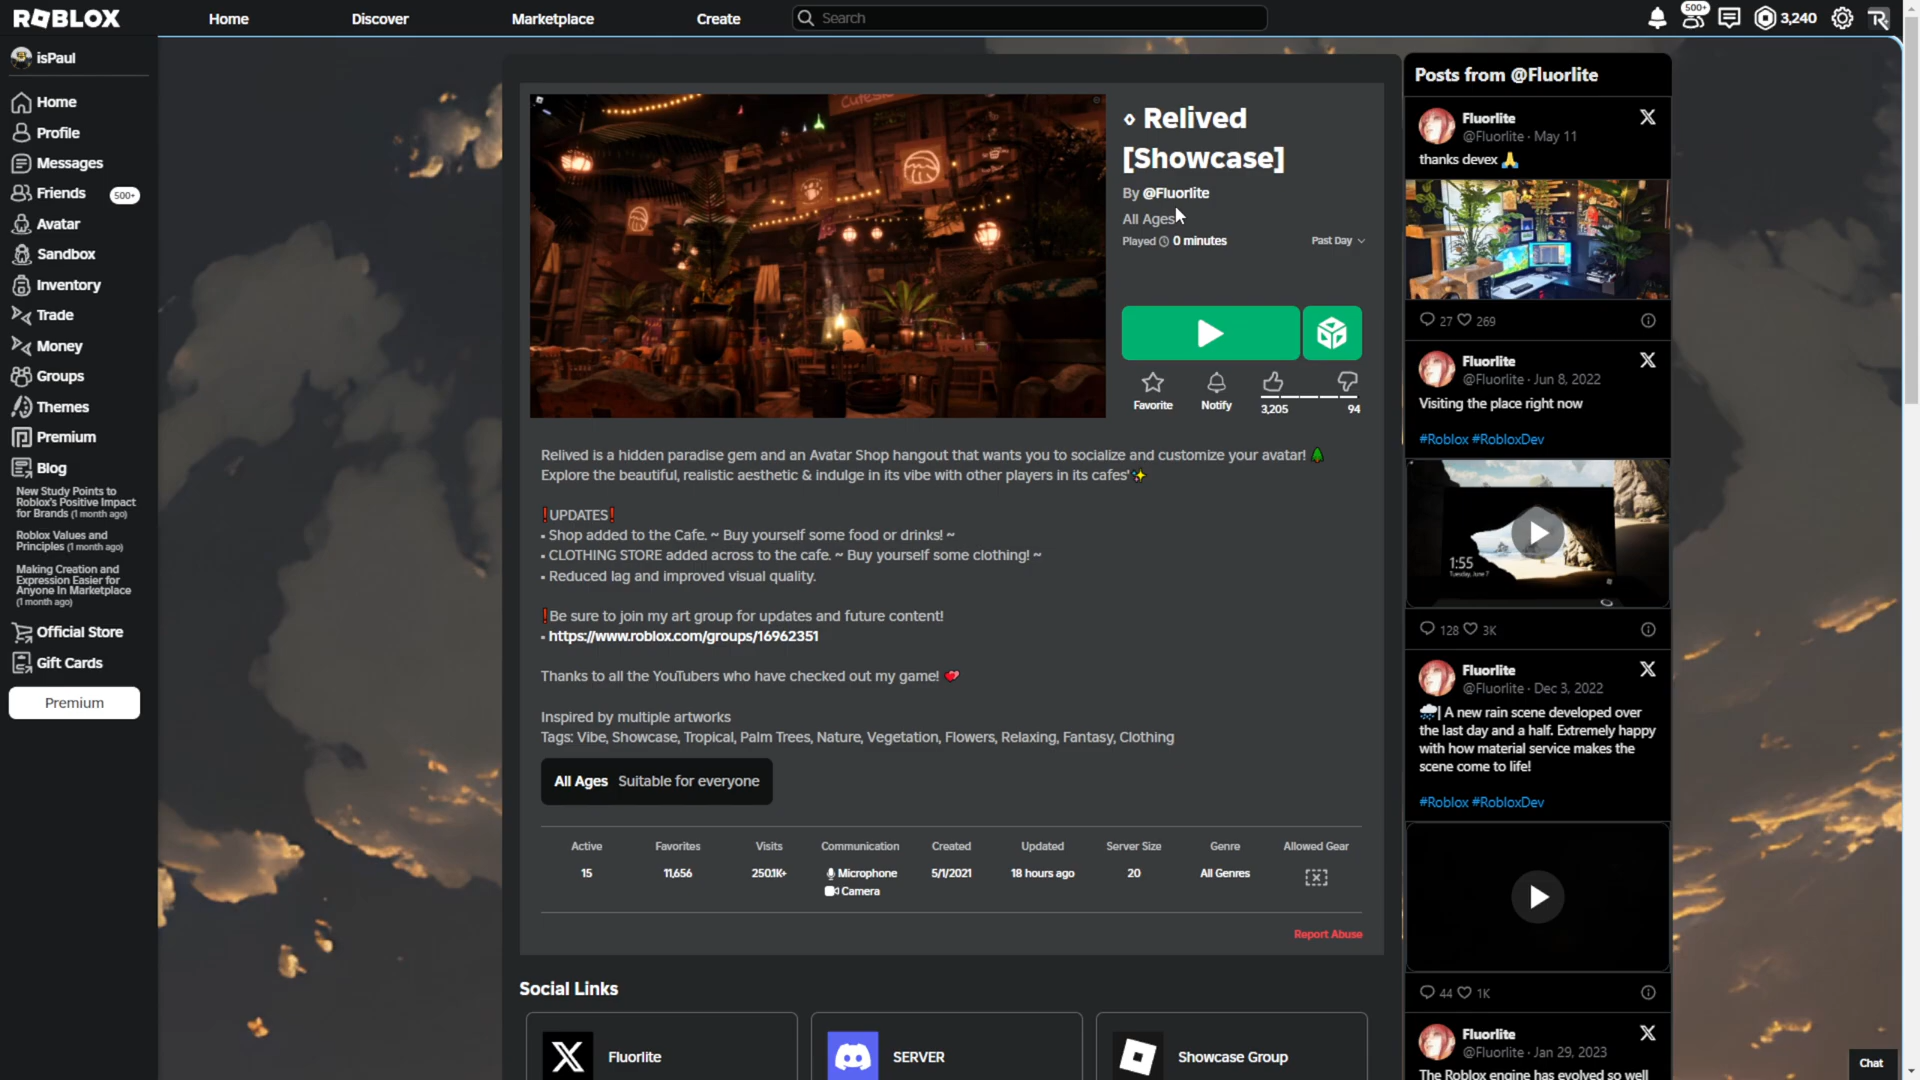 ROBLOX
Home
Discover
Marketplace
Create
Search
500+
3,240
isPaul
Home
Profile
Messages
Friends
500+
Avatar
Sandbox
Inventory
Trade
Money
Groups
Themes
Premium
Blog
New Study Points to
Roblox's Positive Impact
for Brands (1 month ago)
Roblox Values and
Principles (1 month ago)
Making Creation and
Expression Easier for
Anyone In Marketplace
(1 month ago)
Official Store
Gift Cards
Premium
Relived
[Showcase]
By @Fluorlite
All Ages
Played 0 minutes
Past Day
Favorite
Notify
3,205
94
Relived is a hidden paradise gem and an Avatar Shop hangout that wants you to socialize and customize your avatar! 🌲
Explore the beautiful, realistic aesthetic & indulge in its vibe with other players in its cafes'✨
❗UPDATES❗
▪ Shop added to the Cafe. ~ Buy yourself some food or drinks! ~
▪ CLOTHING STORE added across to the cafe. ~ Buy yourself some clothing! ~
▪ Reduced lag and improved visual quality.
❗Be sure to join my art group for updates and future content!
▪ https://www.roblox.com/groups/16962351
Thanks to all the YouTubers who have checked out my game! 💖
Inspired by multiple artworks
Tags: Vibe, Showcase, Tropical, Palm Trees, Nature, Vegetation, Flowers, Relaxing, Fantasy, Clothing
All Ages Suitable for everyone
Active
Favorites
Visits
Communication
Created
Updated
Server Size
Genre
Allowed Gear
15
11,656
250.1K+
Microphone
Camera
5/1/2021
18 hours ago
20
All Genres
Report Abuse
Social Links
Fluorlite
SERVER
Showcase Group
Posts from @Fluorlite
Fluorlite
@Fluorlite · May 11
thanks devex 🙏
27 269
Fluorlite
@Fluorlite · Jun 8, 2022
Visiting the place right now
#Roblox #RobloxDev
1:55
Tuesday, June 7
128 3K
Fluorlite
@Fluorlite · Dec 3, 2022
🌧️| A new rain scene developed over
the last day and a half. Extremely happy
with how material service makes the
scene come to life!
#Roblox #RobloxDev
44 1K
Fluorlite
@Fluorlite · Jan 29, 2023
The Roblox engine has evolved so well
Chat